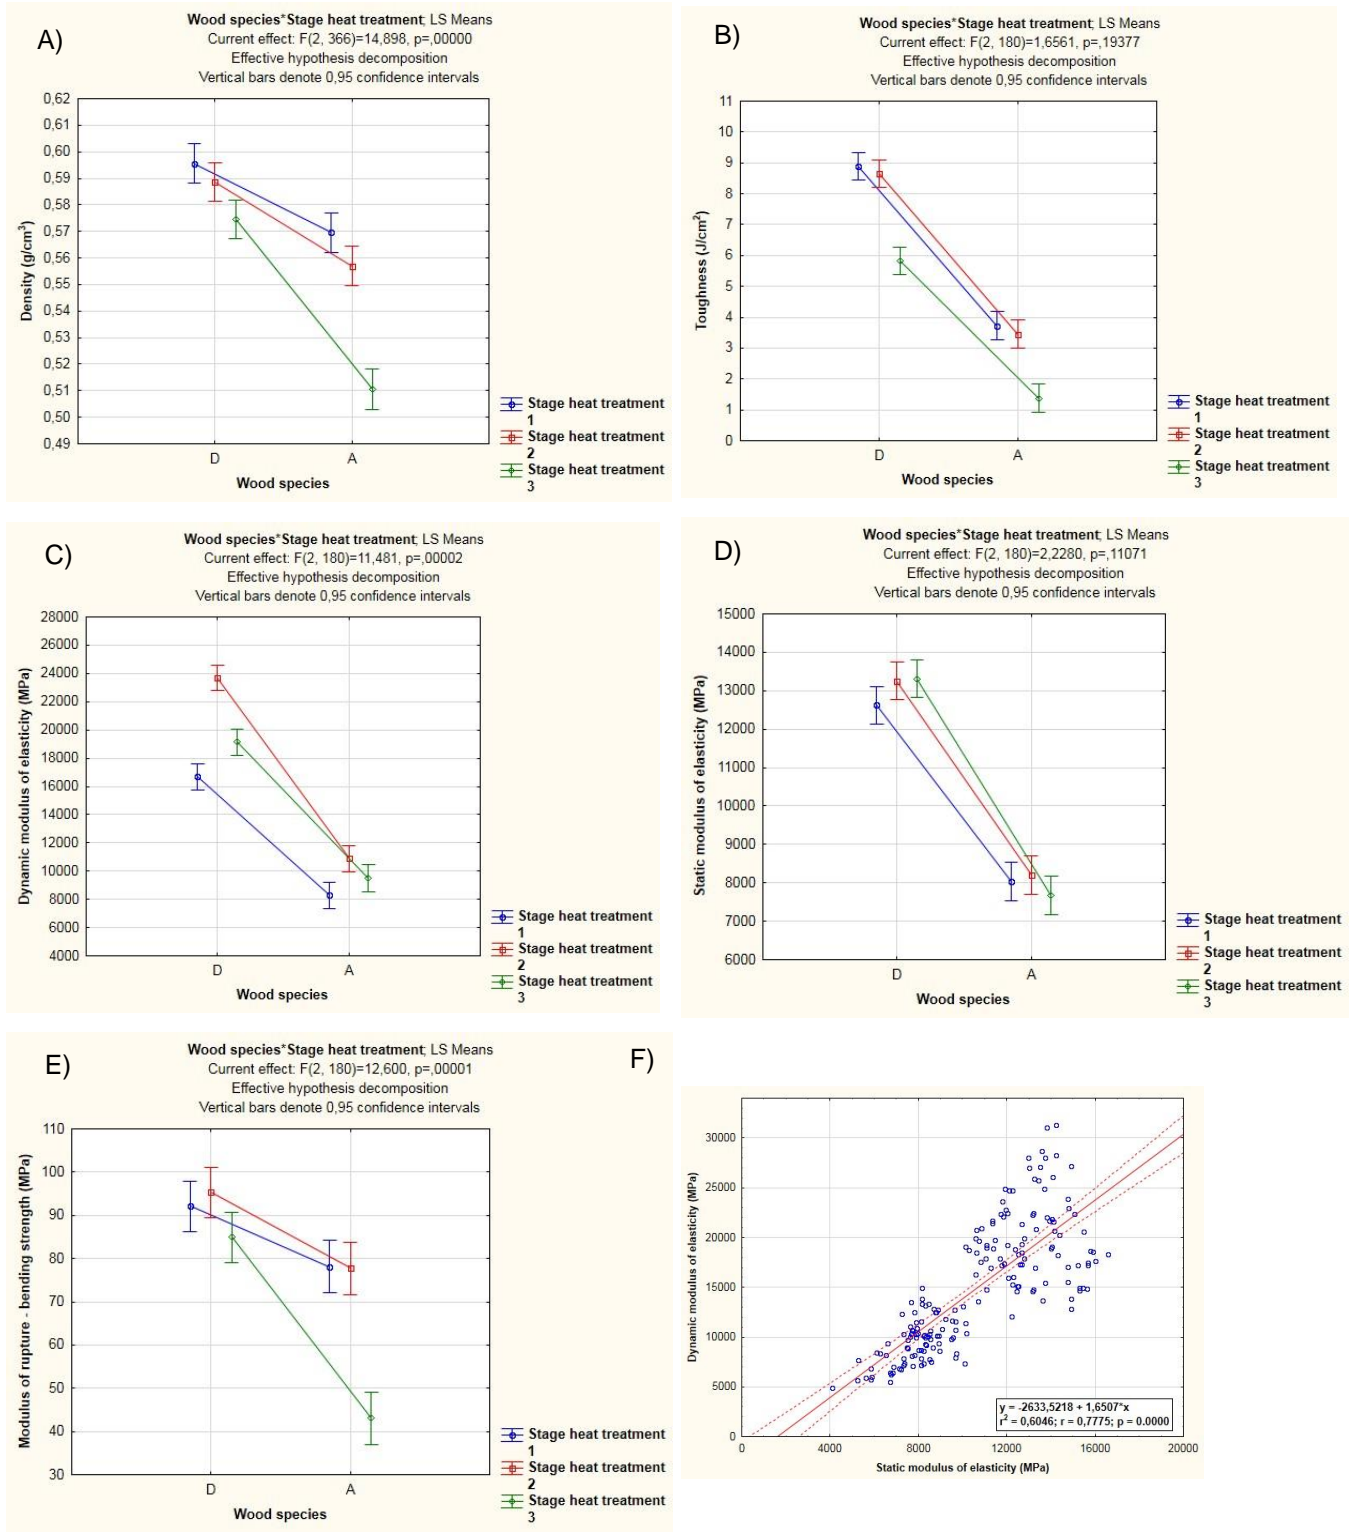 A)
Wood species*Stage heat treatment; LS Means
Current effect: F(2, 366)=14,898, p=,00000
Effective hypothesis decomposition
Vertical bars denote 0,95 confidence intervals
0,62
0,61
0,60
0,59
0,58
0,57
0,56
0,55
0,54
0,53
0,52
0,51
0,50
0,49
Density (g/cm³)
D A
Wood species
Stage heat treatment
1
Stage heat treatment
2
Stage heat treatment
3
B)
Wood species*Stage heat treatment; LS Means
Current effect: F(2, 180)=1,6561, p=,19377
Effective hypothesis decomposition
Vertical bars denote 0,95 confidence intervals
11
10
9
8
7
6
5
4
3
2
1
0
Toughness (J/cm²)
D A
Wood species
Stage heat treatment
1
Stage heat treatment
2
Stage heat treatment
3
C)
Wood species*Stage heat treatment; LS Means
Current effect: F(2, 180)=11,481, p=,00002
Effective hypothesis decomposition
Vertical bars denote 0,95 confidence intervals
28000
26000
24000
22000
20000
18000
16000
14000
12000
10000
8000
6000
4000
Dynamic modulus of elasticity (MPa)
D A
Wood species
Stage heat treatment
1
Stage heat treatment
2
Stage heat treatment
3
D)
Wood species*Stage heat treatment; LS Means
Current effect: F(2, 180)=2,2280, p=,11071
Effective hypothesis decomposition
Vertical bars denote 0,95 confidence intervals
15000
14000
13000
12000
11000
10000
9000
8000
7000
6000
Static modulus of elasticity (MPa)
D A
Wood species
Stage heat treatment
1
Stage heat treatment
2
Stage heat treatment
3
E)
Wood species*Stage heat treatment; LS Means
Current effect: F(2, 180)=12,600, p=,00001
Effective hypothesis decomposition
Vertical bars denote 0,95 confidence intervals
110
100
90
80
70
60
50
40
30
Modulus of rupture - bending strength (MPa)
D A
Wood species
Stage heat treatment
1
Stage heat treatment
2
Stage heat treatment
3
F)
30000
25000
20000
15000
10000
5000
0
Dynamic modulus of elasticity (MPa)
y = -2633,5218 + 1,6507*x
r² = 0,6046; r = 0,7775; p = 0.0000
0 4000 8000 12000 16000 20000
Static modulus of elasticity (MPa)